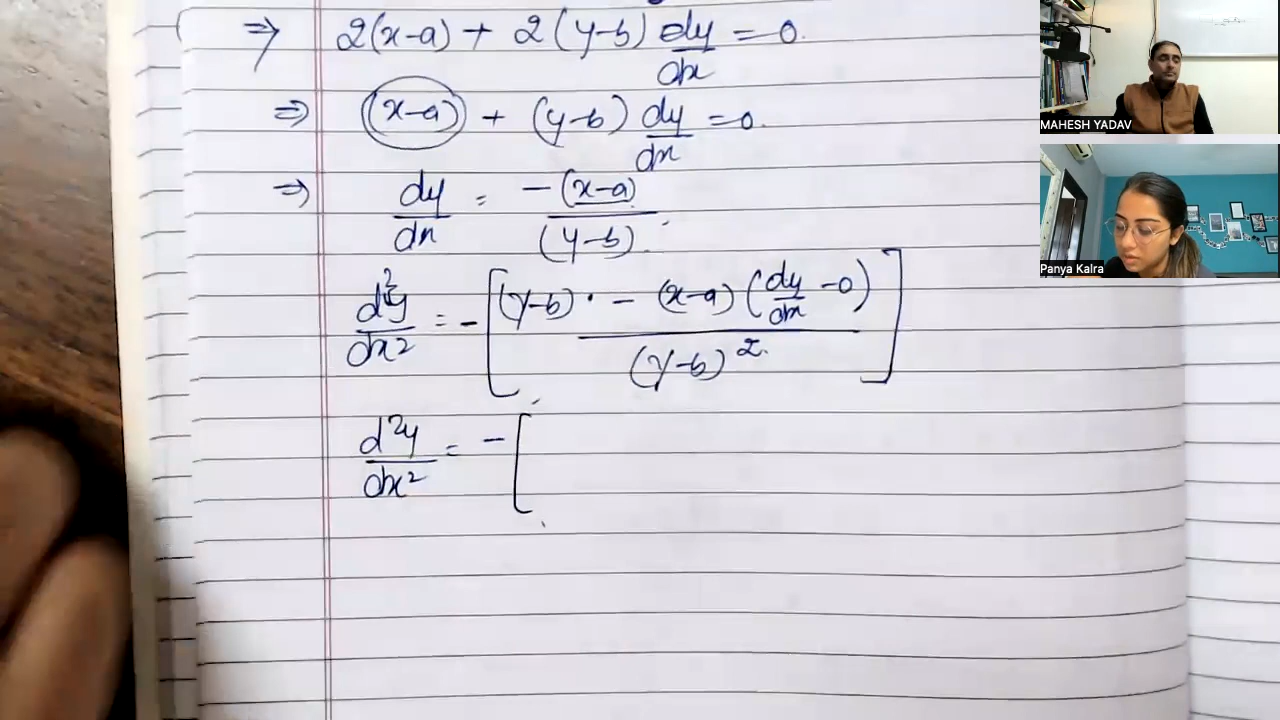 ⇒ 2(x-a) + 2(y-b) dy/dx = 0.
⇒ (x-a) + (y-b) dy/dx = 0.
⇒ dy/dx = -(x-a)/(y-b).
d²y/dx² = -[(y-b)· - (x-a)(dy/dx - 0)/(y-b)².]
d²y/dx² = -[
MAHESH YADAV
Panya Kalra